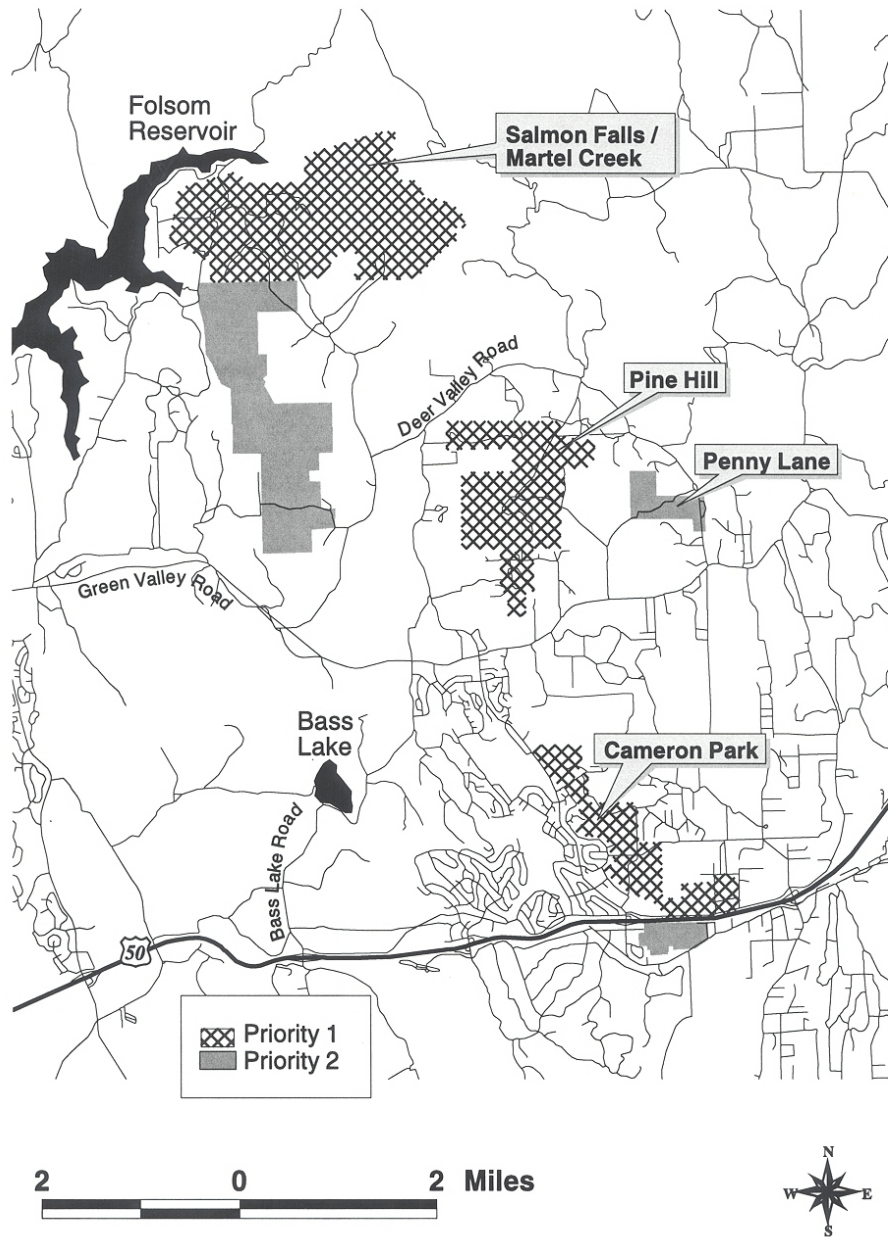 Folsom
Reservoir
Salmon Falls /
Martel Creek
Deer Valley Road
Pine Hill
Penny Lane
Green Valley Road
Bass
Lake
Cameron Park
Bass Lake Road
50
Priority 1
Priority 2
2 0 2 Miles
N
W E
S